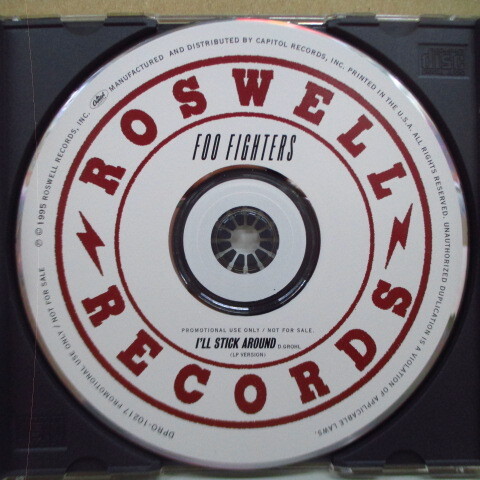 ℗ © 1995 ROSWELL RECORDS, INC. Capitol MANUFACTURED AND DISTRIBUTED BY CAPITOL RECORDS, INC. PRINTED IN THE U.S.A. ALL RIGHTS RESERVED. UNAUTHORIZED DUPLICATION IS A VIOLATION OF APPLICABLE LAWS.
ROSWELL
FOO FIGHTERS
PROMOTIONAL USE ONLY / NOT FOR SALE.
I'LL STICK AROUND D.GROHL
(LP VERSION)
RECORDS
DPRO-10217 PROMOTIONAL USE ONLY / NOT FOR SALE